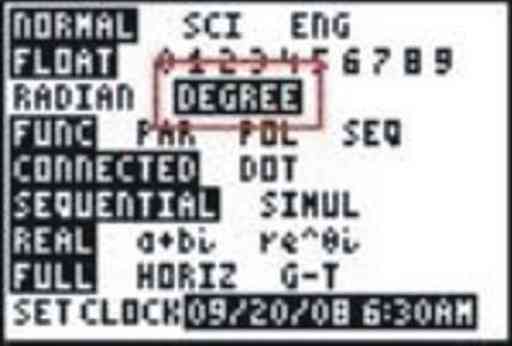 NORMAL SCI ENG
FLOAT 0 1 2 3 4 5 6 7 8 9
RADIAN DEGREE
FUNC PAR POL SEQ
CONNECTED DOT
SEQUENTIAL SIMUL
REAL a+bi re^θi
FULL HORIZ G-T
SET CLOCK 09/20/08 6:30AM